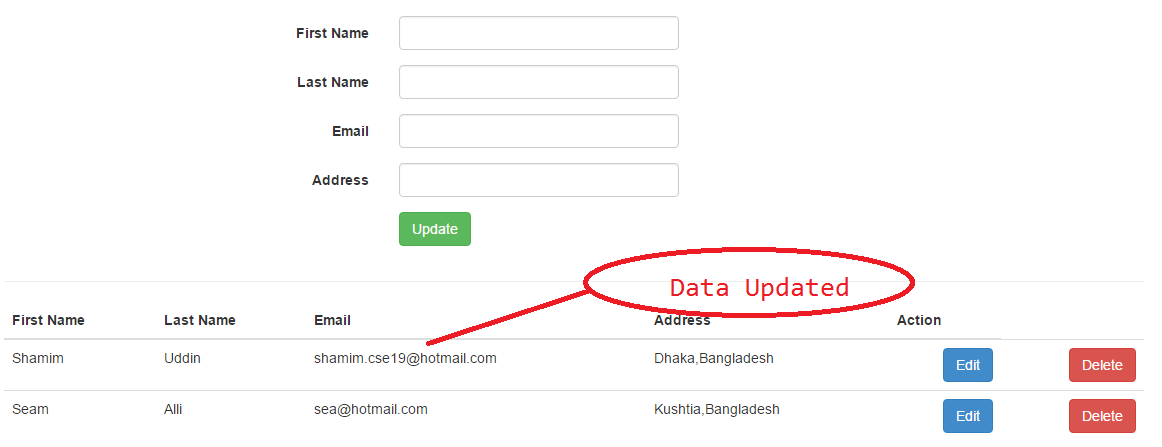 First Name
Last Name
Email
Address
Update
Data Updated
First Name Last Name Email Address Action
Shamim Uddin shamim.cse19@hotmail.com Dhaka,Bangladesh Edit Delete
Seam Alli sea@hotmail.com Kushtia,Bangladesh Edit Delete